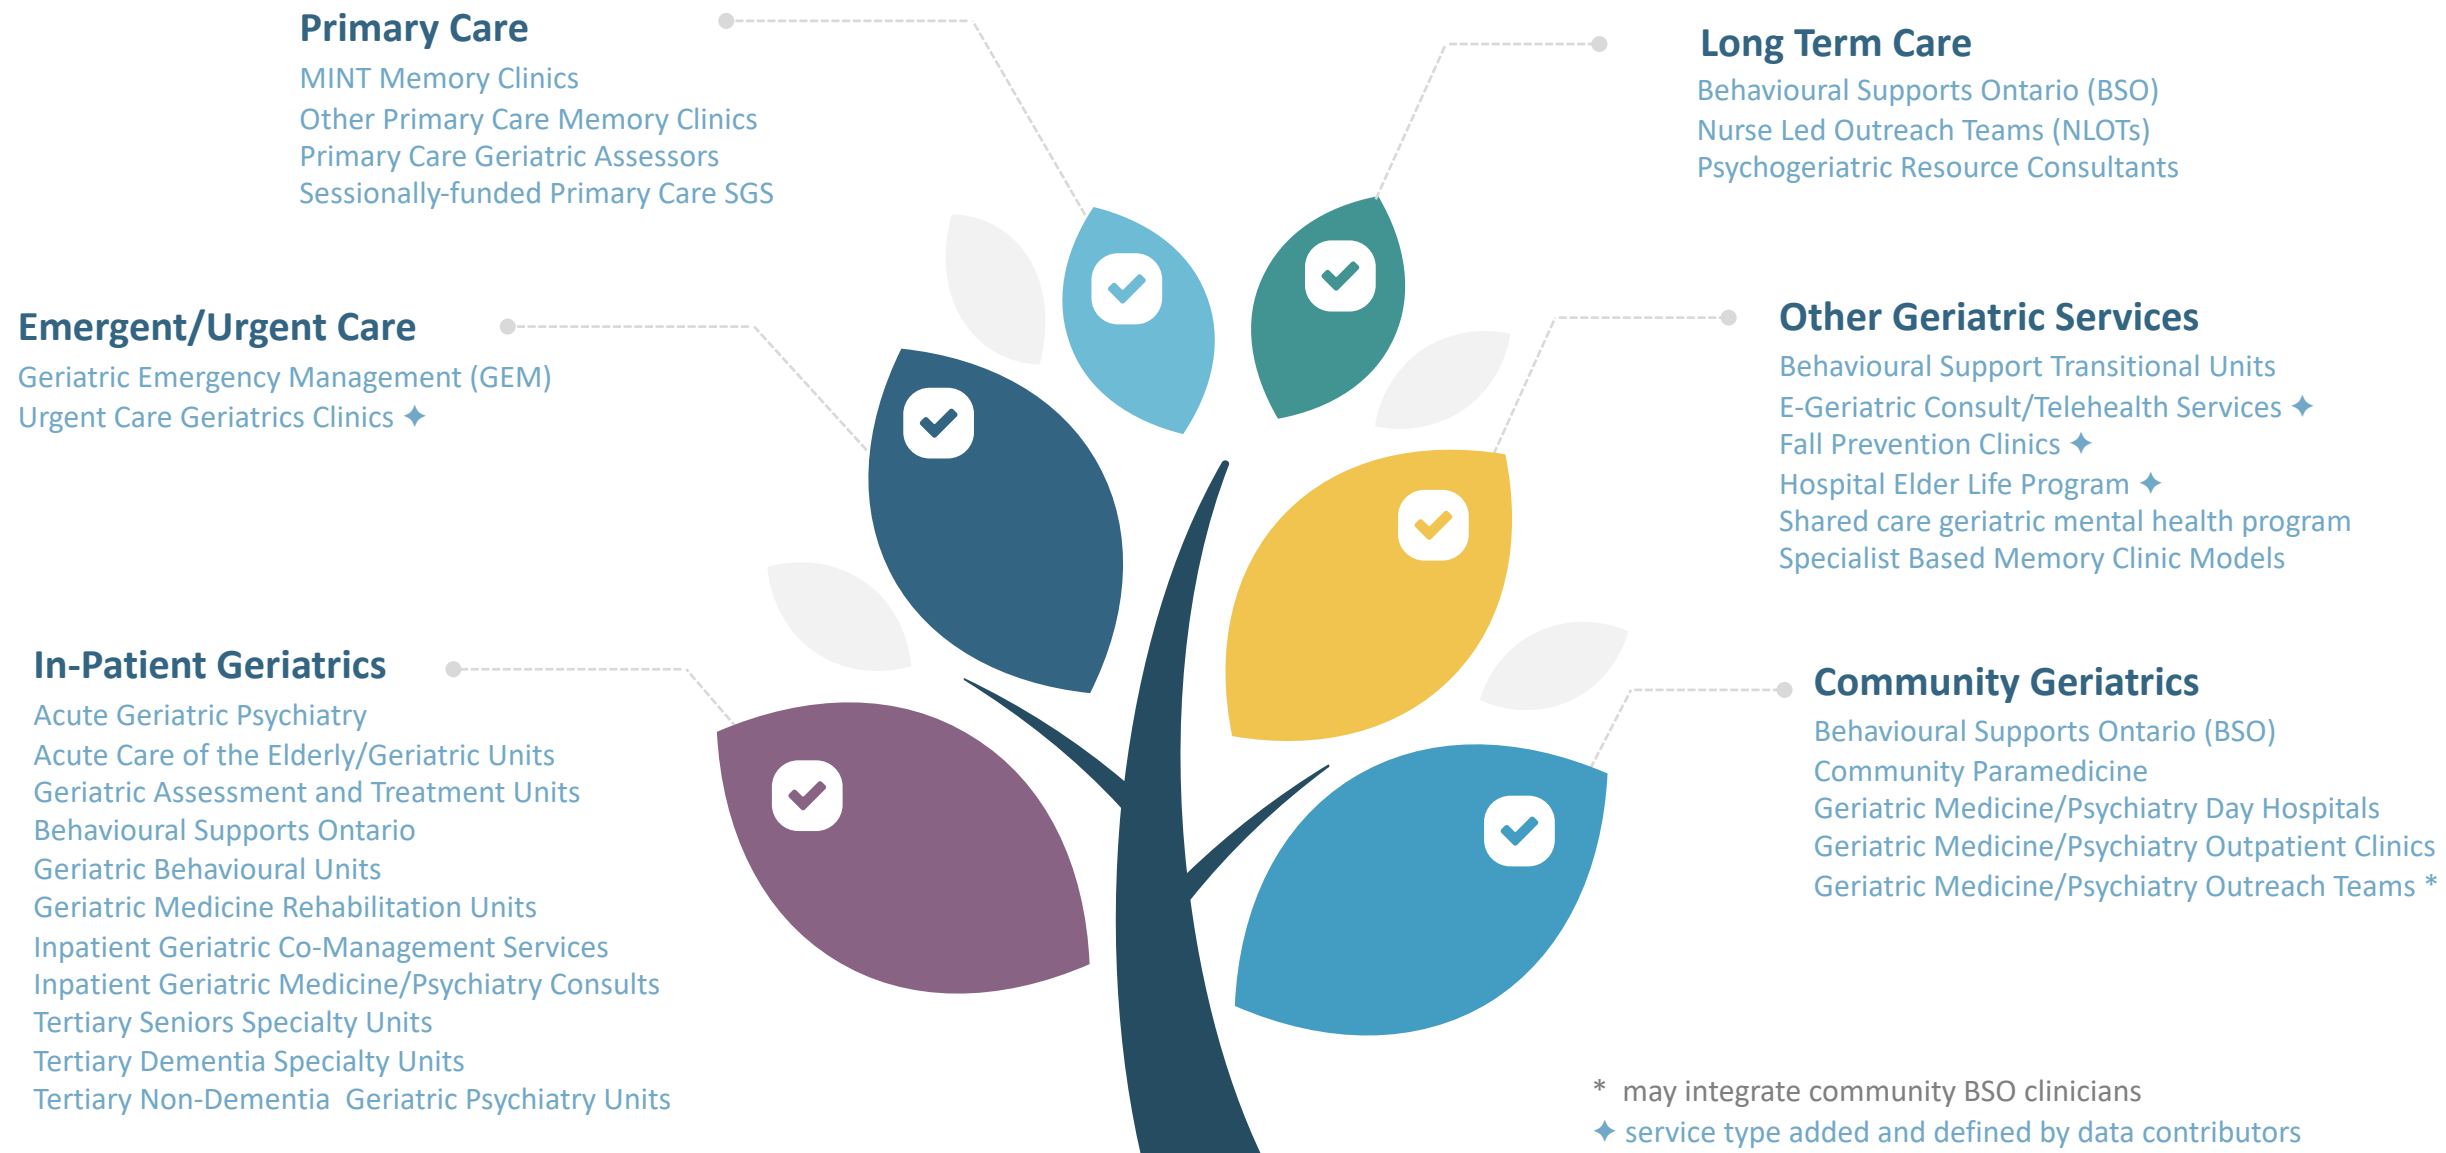 Primary Care
MINT Memory Clinics
Other Primary Care Memory Clinics
Primary Care Geriatric Assessors
Sessionally-funded Primary Care SGS
Long Term Care
Behavioural Supports Ontario (BSO)
Nurse Led Outreach Teams (NLOTs)
Psychogeriatric Resource Consultants
Emergent/Urgent Care
Geriatric Emergency Management (GEM)
Urgent Care Geriatrics Clinics ✦
Other Geriatric Services
Behavioural Support Transitional Units
E-Geriatric Consult/Telehealth Services ✦
Fall Prevention Clinics ✦
Hospital Elder Life Program ✦
Shared care geriatric mental health program
Specialist Based Memory Clinic Models
In-Patient Geriatrics
Acute Geriatric Psychiatry
Acute Care of the Elderly/Geriatric Units
Geriatric Assessment and Treatment Units
Behavioural Supports Ontario
Geriatric Behavioural Units
Geriatric Medicine Rehabilitation Units
Inpatient Geriatric Co-Management Services
Inpatient Geriatric Medicine/Psychiatry Consults
Tertiary Seniors Specialty Units
Tertiary Dementia Specialty Units
Tertiary Non-Dementia  Geriatric Psychiatry Units
Community Geriatrics
Behavioural Supports Ontario (BSO)
Community Paramedicine
Geriatric Medicine/Psychiatry Day Hospitals
Geriatric Medicine/Psychiatry Outpatient Clinics
Geriatric Medicine/Psychiatry Outreach Teams *
* may integrate community BSO clinicians
✦ service type added and defined by data contributors